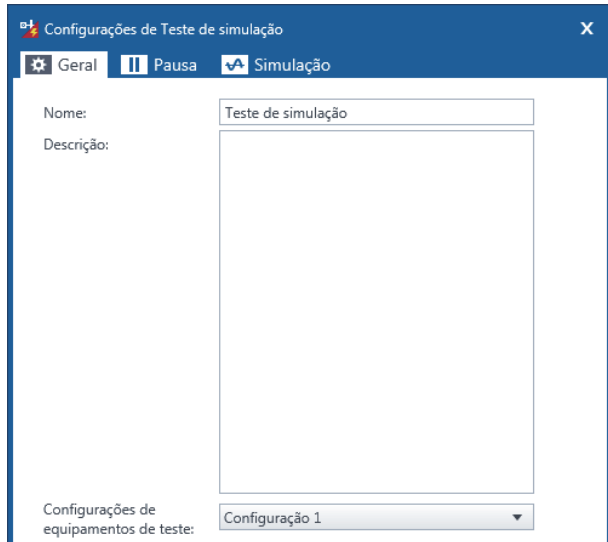 Configurações de Teste de simulação X
Geral Pausa Simulação
Nome: Teste de simulação
Descrição:
Configurações de
equipamentos de teste: Configuração 1